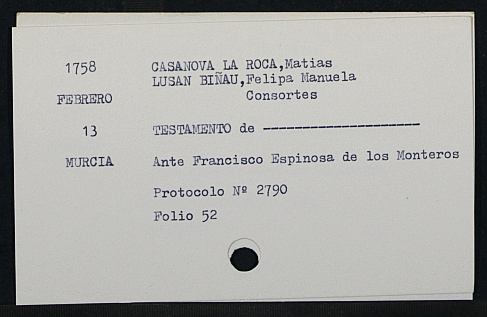 1758 CASANOVA LA ROCA,Matias
LUSAN BIÑAU,Felipa Manuela
FEBRERO Consortes
13 TESTAMENTO de --------------------
MURCIA Ante Francisco Espinosa de los Monteros
Protocolo Nº 2790
Folio 52